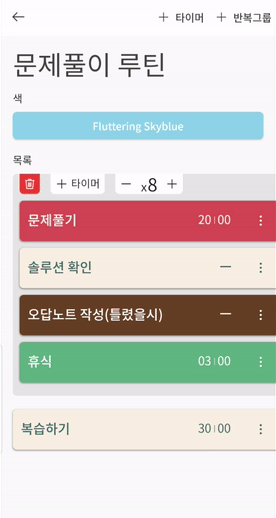 ← + 타이머 + 반복그룹
문제풀이 루틴
색
Fluttering Skyblue
목록
+ 타이머 − x8 +
문제풀기 20:00
솔루션 확인 −
오답노트 작성(틀렸을시) −
휴식 03:00
복습하기 30:00